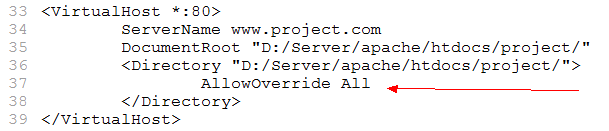 33 <VirtualHost *:80>
34         ServerName www.project.com
35         DocumentRoot "D:/Server/apache/htdocs/project/"
36         <Directory "D:/Server/apache/htdocs/project/">
37                 AllowOverride All
38         </Directory>
39 </VirtualHost>